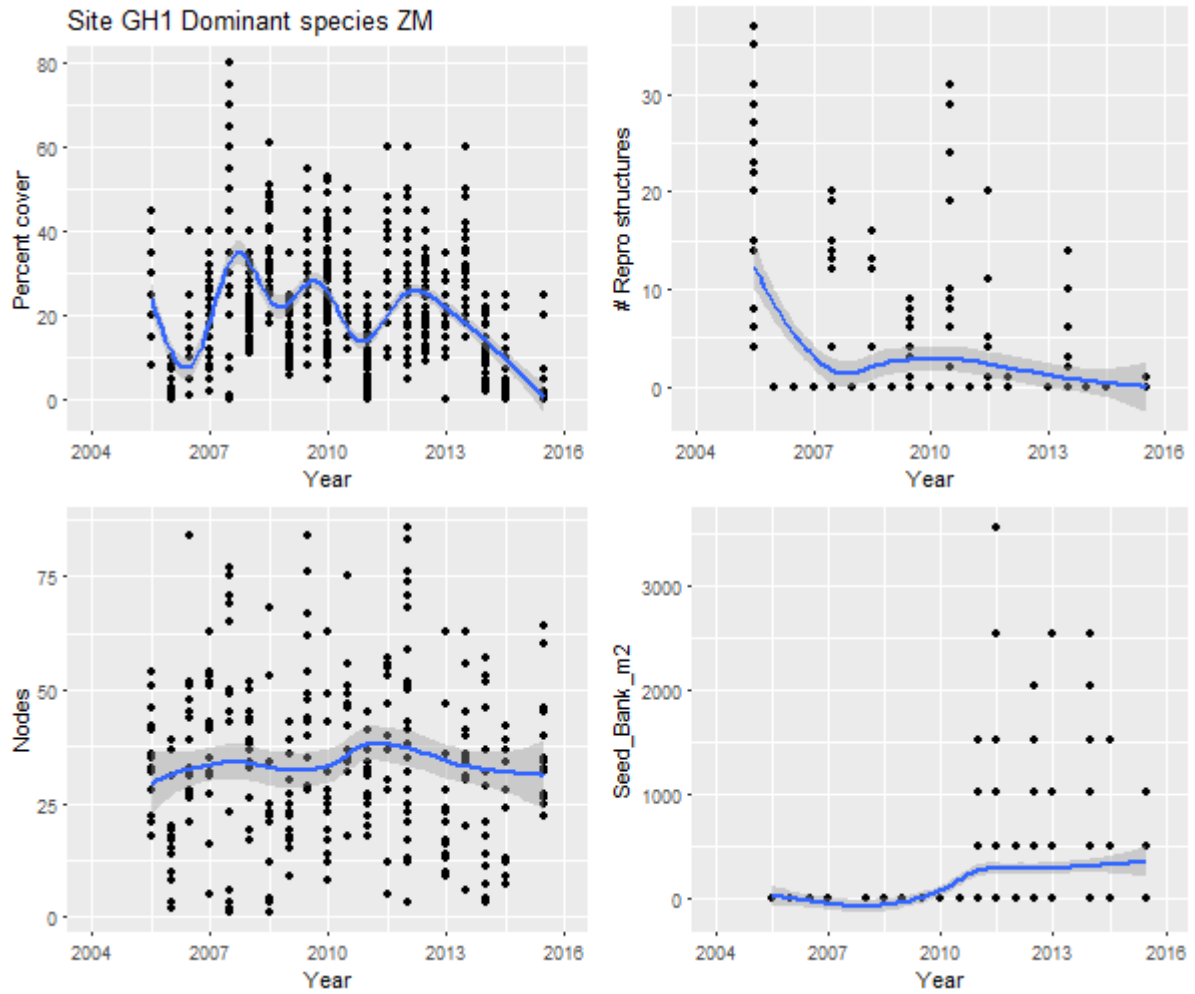 Site GH1 Dominant species ZM
Percent cover
80
60
40
20
0
2004 2007 2010 2013 2016
Year
# Repro structures
30
20
10
0
2004 2007 2010 2013 2016
Year
Nodes
75
50
25
0
2004 2007 2010 2013 2016
Year
Seed_Bank_m2
3000
2000
1000
0
2004 2007 2010 2013 2016
Year